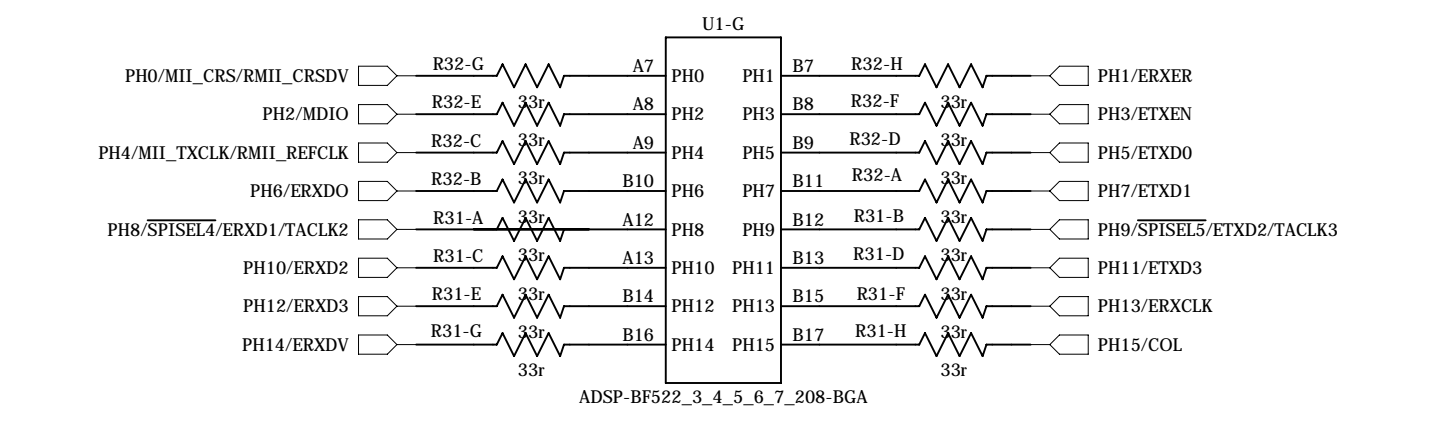 U1-G
PH0/MII_CRS/RMII_CRSDV R32-G A7 PH0 PH1 B7 R32-H PH1/ERXER
33r 33r
PH2/MDIO R32-E A8 PH2 PH3 B8 R32-F PH3/ETXEN
33r 33r
PH4/MII_TXCLK/RMII_REFCLK R32-C A9 PH4 PH5 B9 R32-D PH5/ETXD0
33r 33r
PH6/ERXDO R32-B B10 PH6 PH7 B11 R32-A PH7/ETXD1
33r 33r
PH8/SPISEL4/ERXD1/TACLK2 R31-A A12 PH8 PH9 B12 R31-B PH9/SPISEL5/ETXD2/TACLK3
33r 33r
PH10/ERXD2 R31-C A13 PH10 PH11 B13 R31-D PH11/ETXD3
33r 33r
PH12/ERXD3 R31-E B14 PH12 PH13 B15 R31-F PH13/ERXCLK
33r 33r
PH14/ERXDV R31-G B16 PH14 PH15 B17 R31-H PH15/COL
33r 33r
ADSP-BF522_3_4_5_6_7_208-BGA